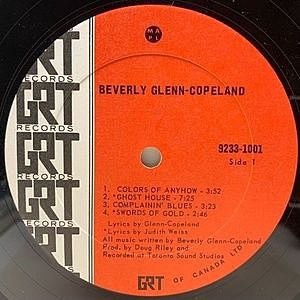 MA
PL
GRT
RECORDS
GRT
RECORDS
GRT
RECORDS
GRT
RECORDS
GRT
BEVERLY GLENN-COPELAND
9233-1001
Side 1
1. COLORS OF ANYHOW - 3:52
2. *GHOST HOUSE - 7:25
3. COMPLAININ' BLUES - 3:23
4. *SWORDS OF GOLD - 2:46
Lyrics by Glenn-Copeland
*Lyrics by Judith Weiss
All music written by Beverly Glenn-Copeland
Prod. by Doug Riley and
Recorded at Toronto Sound Studios
GRT OF CANADA LTD